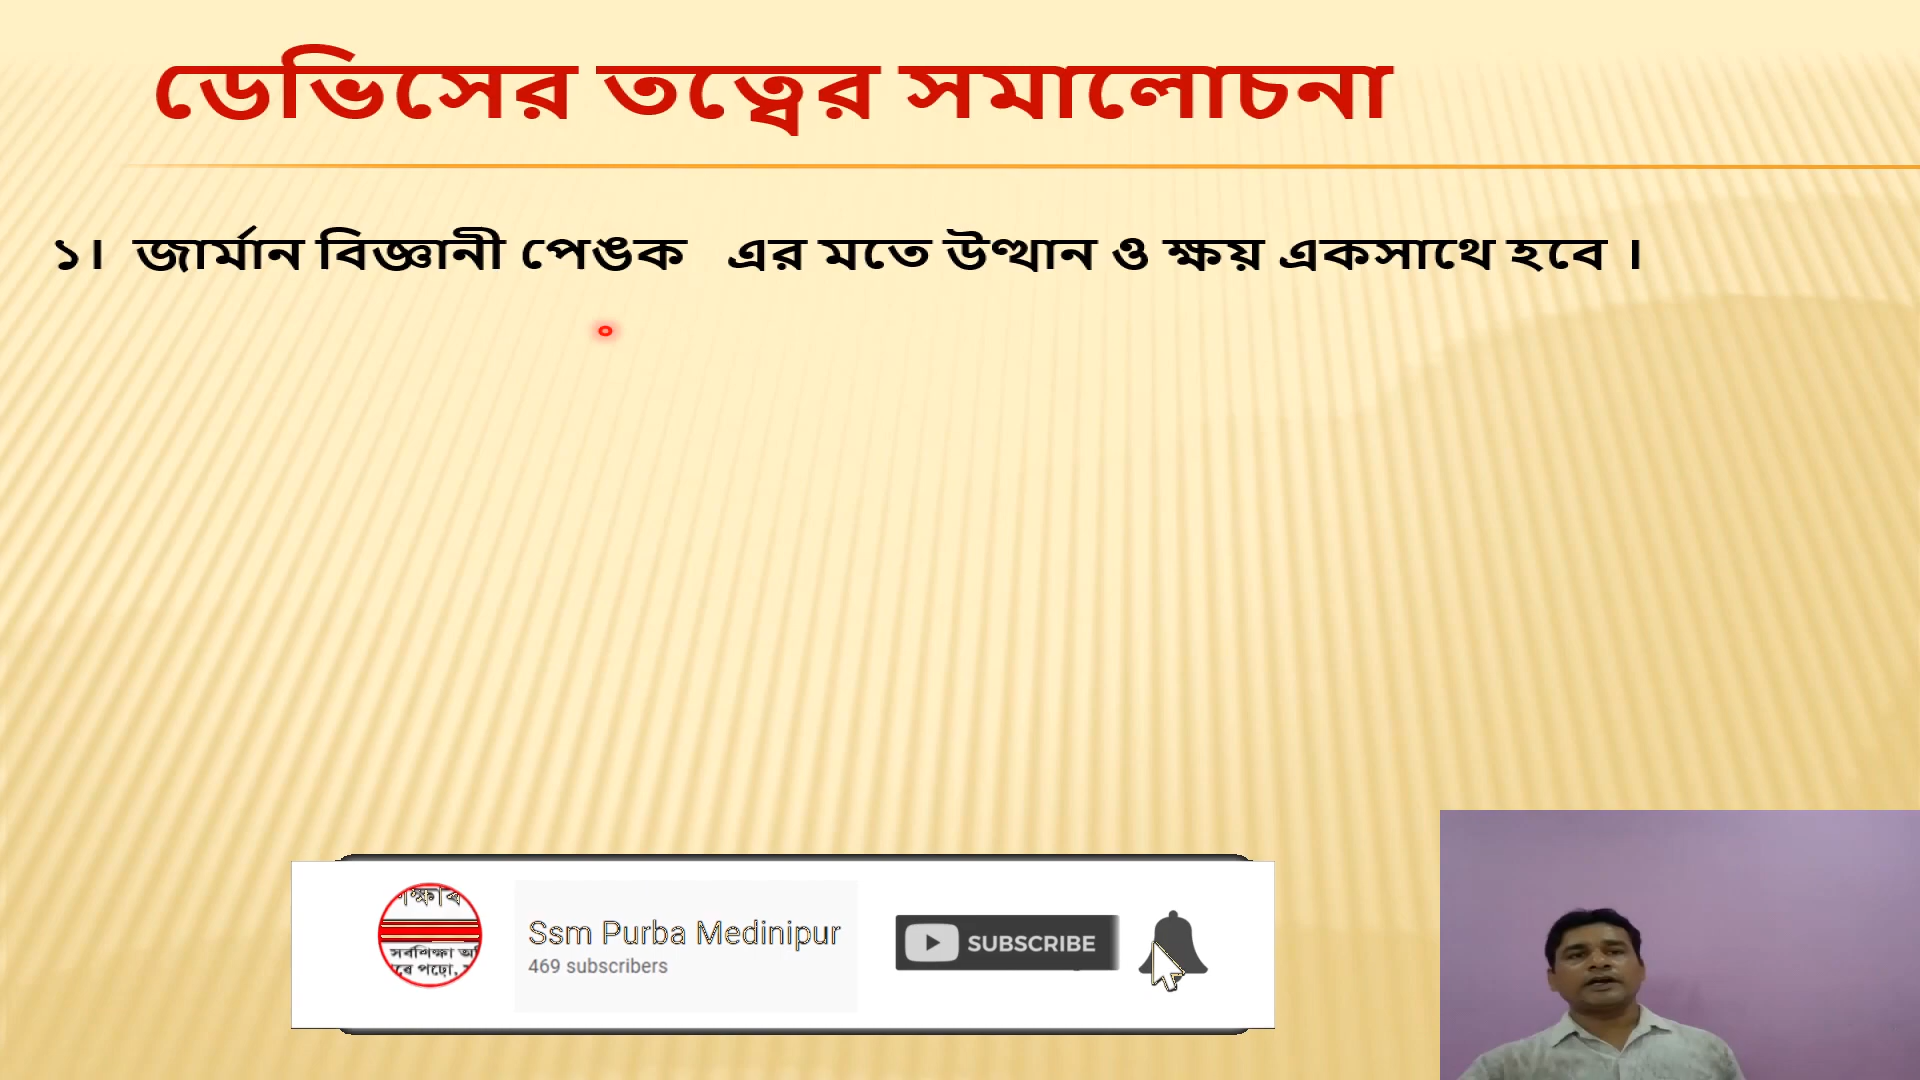 ডেভিসের তত্বের সমালোচনা
১। জার্মান বিজ্ঞানী পেঙক এর মতে উত্থান ও ক্ষয় একসাথে হবে ।
Ssm Purba Medinipur
469 subscribers
SUBSCRIBE